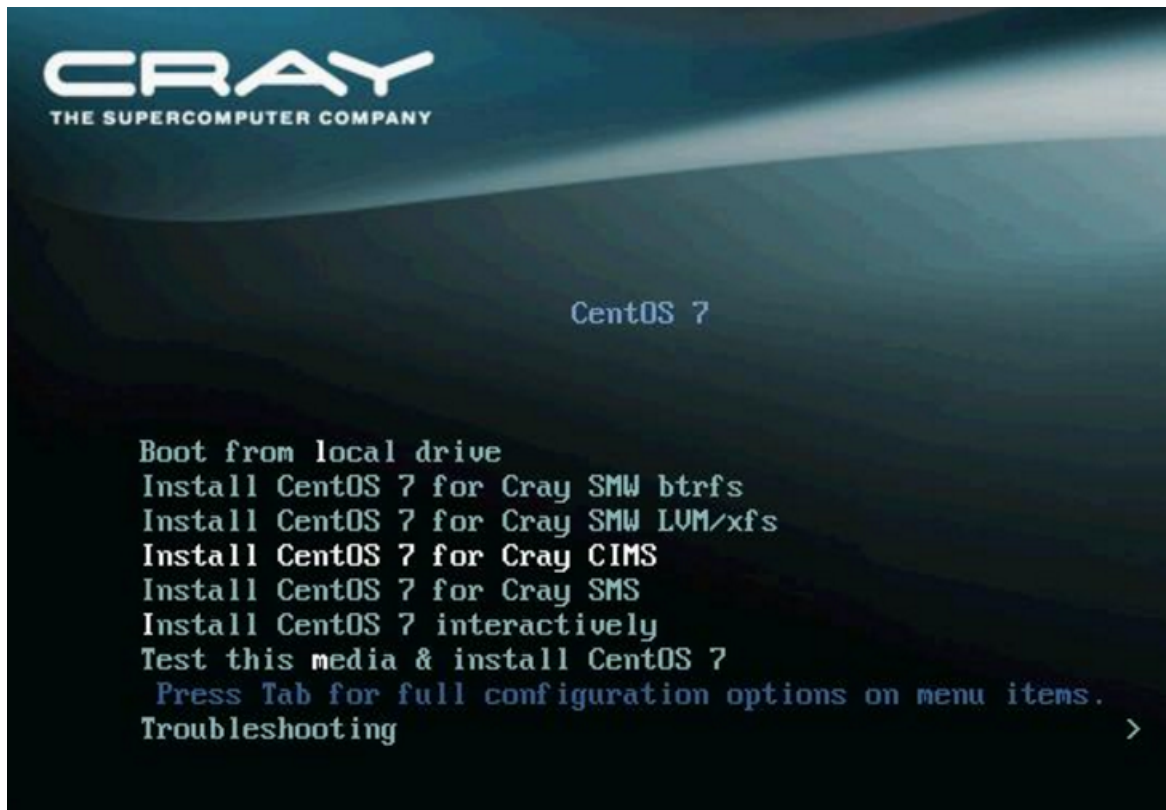 CRAY
THE SUPERCOMPUTER COMPANY
CentOS 7
Boot from local drive
Install CentOS 7 for Cray SMW btrfs
Install CentOS 7 for Cray SMW LVM/xfs
Install CentOS 7 for Cray CIMS
Install CentOS 7 for Cray SMS
Install CentOS 7 interactively
Test this media & install CentOS 7
Press Tab for full configuration options on menu items.
Troubleshooting >